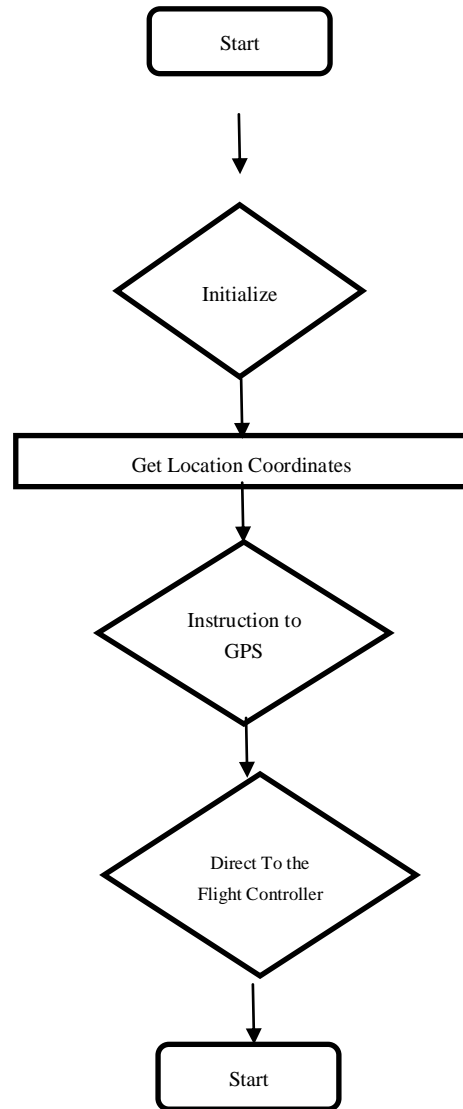 Start
Initialize
Get Location Coordinates
Instruction to
GPS
Direct To the
Flight Controller
Start